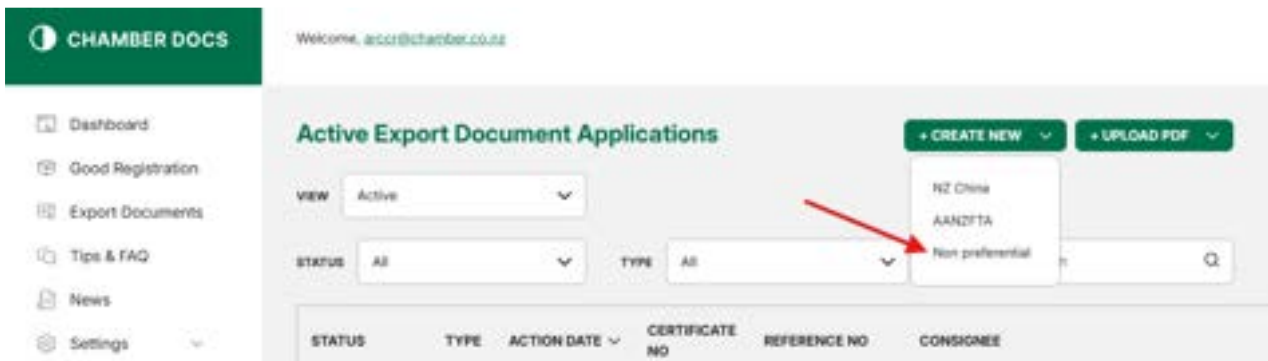 CHAMBER DOCS
Welcome,
Dashboard
Good Registration
Export Documents
Tips & FAQ
News
Settings
Active Export Document Applications
+ CREATE NEW
+ UPLOAD PDF
NZ China
AANZFTA
Non preferential
VIEW Active
STATUS All TYPE All
STATUS TYPE ACTION DATE CERTIFICATE NO REFERENCE NO CONSIGNEE